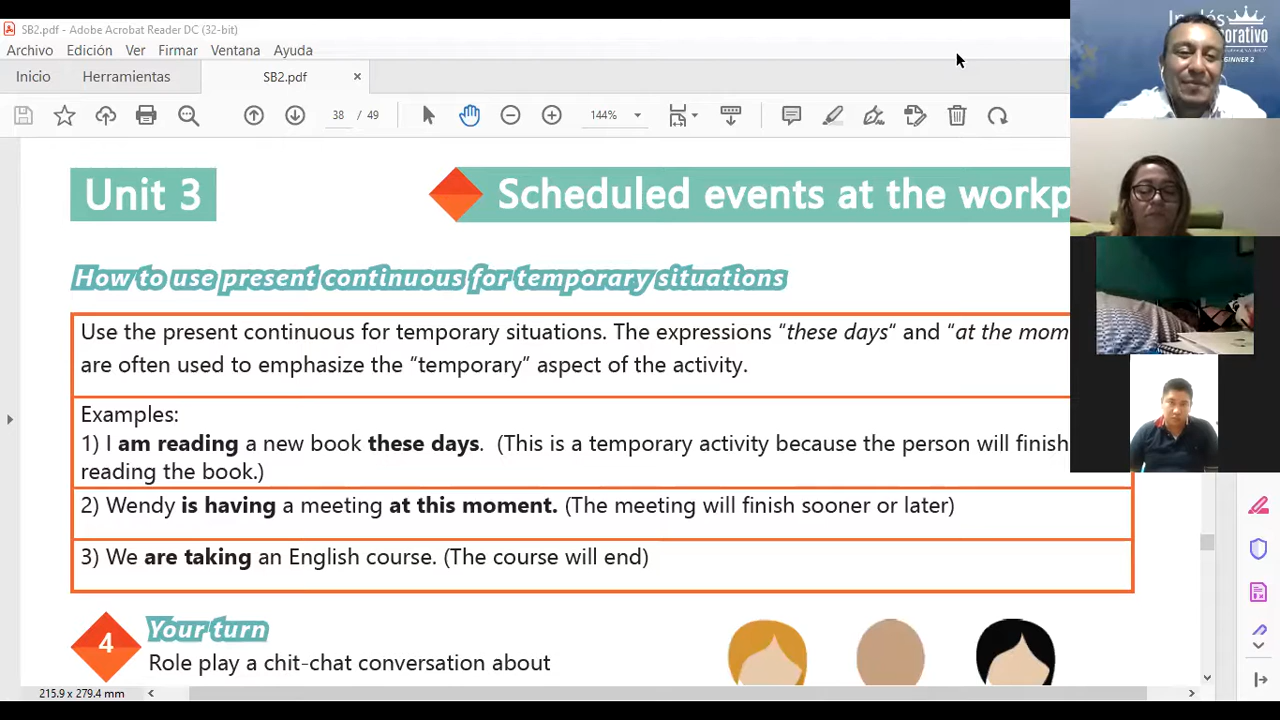 SB2.pdf - Adobe Acrobat Reader DC (32-bit)
Archivo Edición Ver Firmar Ventana Ayuda
Inicio Herramientas SB2.pdf ×
38 / 49 144%
Unit 3
Scheduled events at the workp
How to use present continuous for temporary situations
Use the present continuous for temporary situations. The expressions “these days“ and “at the mom
are often used to emphasize the “temporary” aspect of the activity.
Examples:
1) I am reading a new book these days. (This is a temporary activity because the person will finish
reading the book.)
2) Wendy is having a meeting at this moment. (The meeting will finish sooner or later)
3) We are taking an English course. (The course will end)
4
Your turn
Role play a chit-chat conversation about
215.9 x 279.4 mm